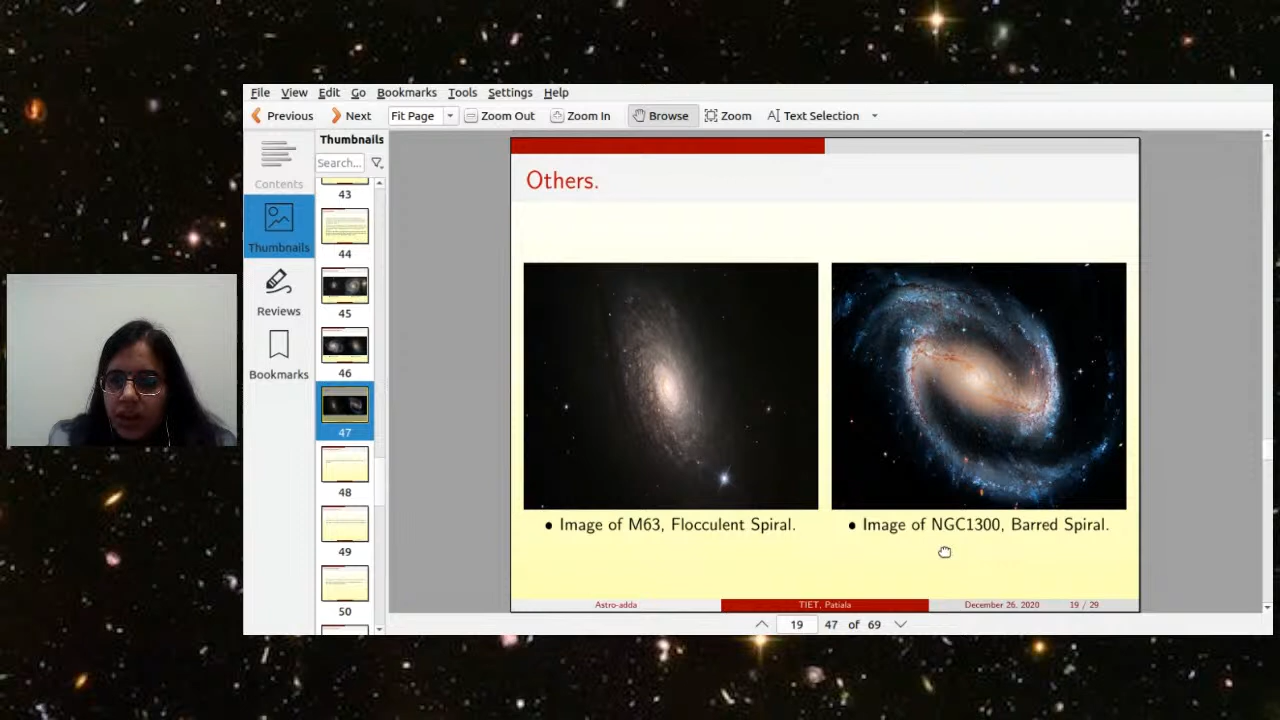 File View Edit Go Bookmarks Tools Settings Help
Previous Next Fit Page Zoom Out Zoom In Browse Zoom Text Selection
Contents
Thumbnails
Reviews
Bookmarks
Thumbnails
Search...
43
44
45
46
47
48
49
50
Others.
• Image of M63, Flocculent Spiral.
• Image of NGC1300, Barred Spiral.
Astro-adda TIET, Patiala December 26, 2020 19 / 29
19 47 of 69